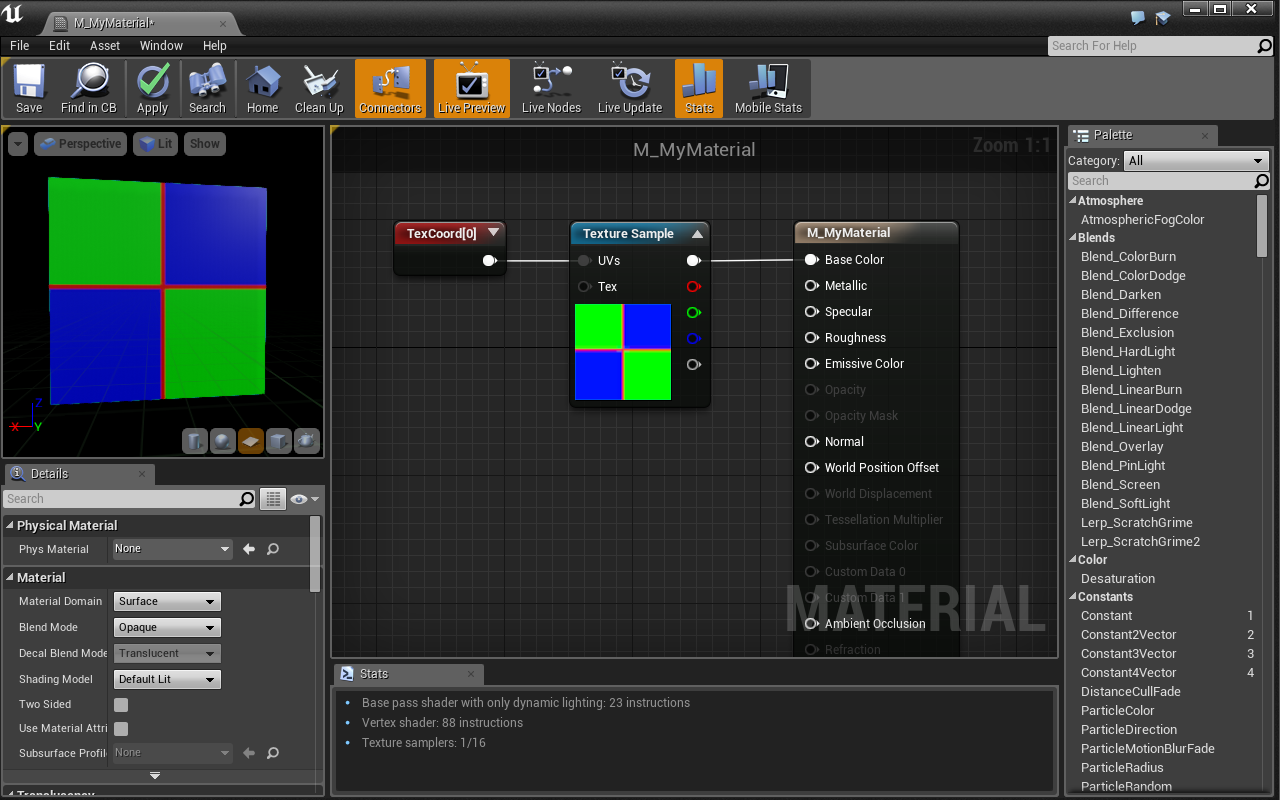 M_MyMaterial*
File Edit Asset Window Help
Search For Help
Save Find in CB Apply Search Home Clean Up Connectors Live Preview Live Nodes Live Update Stats Mobile Stats
Perspective Lit Show
Z
X
Y
M_MyMaterial
Zoom 1:1
TexCoord[0]
Texture Sample
UVs
Tex
M_MyMaterial
Base Color
Metallic
Specular
Roughness
Emissive Color
Opacity
Opacity Mask
Normal
World Position Offset
World Displacement
Tessellation Multiplier
Subsurface Color
Custom Data 0
Custom Data 1
Ambient Occlusion
Refraction
MATERIAL
Details
Search
Physical Material
Phys Material None
Material
Material Domain Surface
Blend Mode Opaque
Decal Blend Mode Translucent
Shading Model Default Lit
Two Sided
Use Material Attri
Subsurface Profil None
Translucency
Stats
• Base pass shader with only dynamic lighting: 23 instructions
• Vertex shader: 88 instructions
• Texture samplers: 1/16
Palette
Category: All
Search
Atmosphere
AtmosphericFogColor
Blends
Blend_ColorBurn
Blend_ColorDodge
Blend_Darken
Blend_Difference
Blend_Exclusion
Blend_HardLight
Blend_Lighten
Blend_LinearBurn
Blend_LinearDodge
Blend_LinearLight
Blend_Overlay
Blend_PinLight
Blend_Screen
Blend_SoftLight
Lerp_ScratchGrime
Lerp_ScratchGrime2
Color
Desaturation
Constants
Constant 1
Constant2Vector 2
Constant3Vector 3
Constant4Vector 4
DistanceCullFade
ParticleColor
ParticleDirection
ParticleMotionBlurFade
ParticleRadius
ParticleRandom